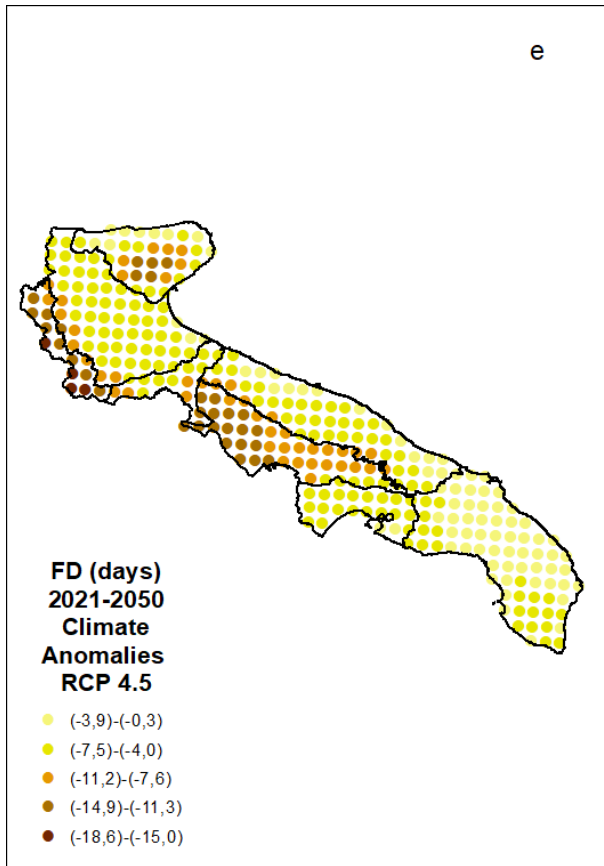 e
FD (days)
2021-2050
Climate
Anomalies
RCP 4.5
(-3,9)-(-0,3)
(-7,5)-(-4,0)
(-11,2)-(-7,6)
(-14,9)-(-11,3)
(-18,6)-(-15,0)